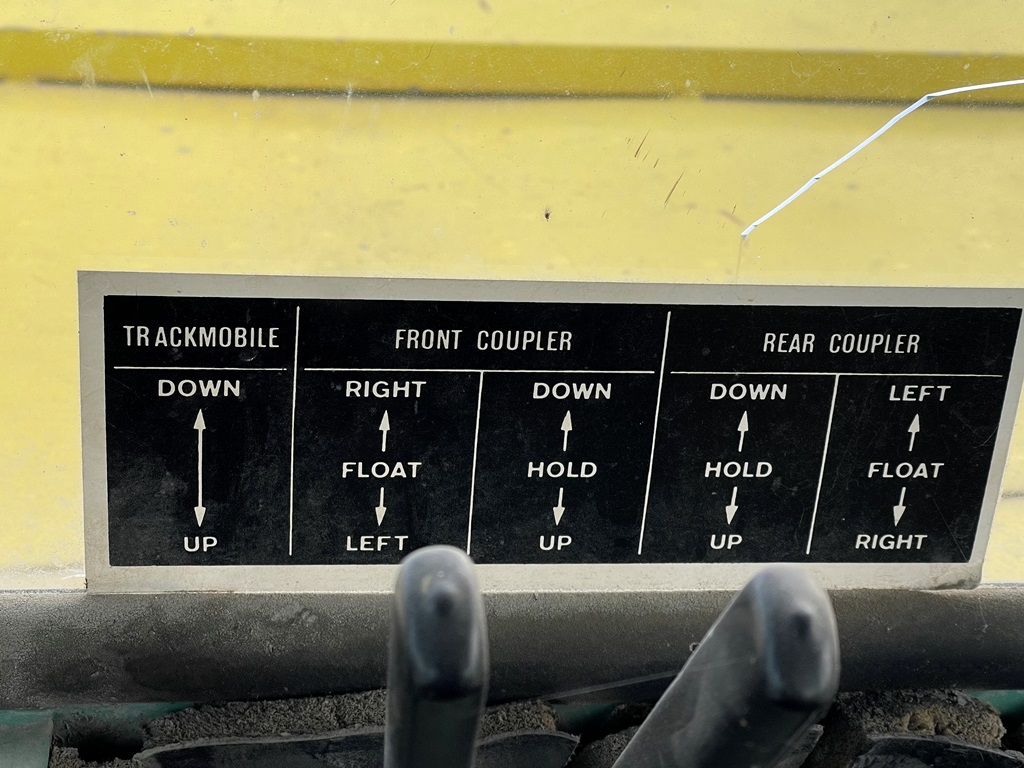 TRACKMOBILE
DOWN
UP
FRONT COUPLER
RIGHT
FLOAT
LEFT
DOWN
HOLD
UP
REAR COUPLER
DOWN
HOLD
UP
LEFT
FLOAT
RIGHT